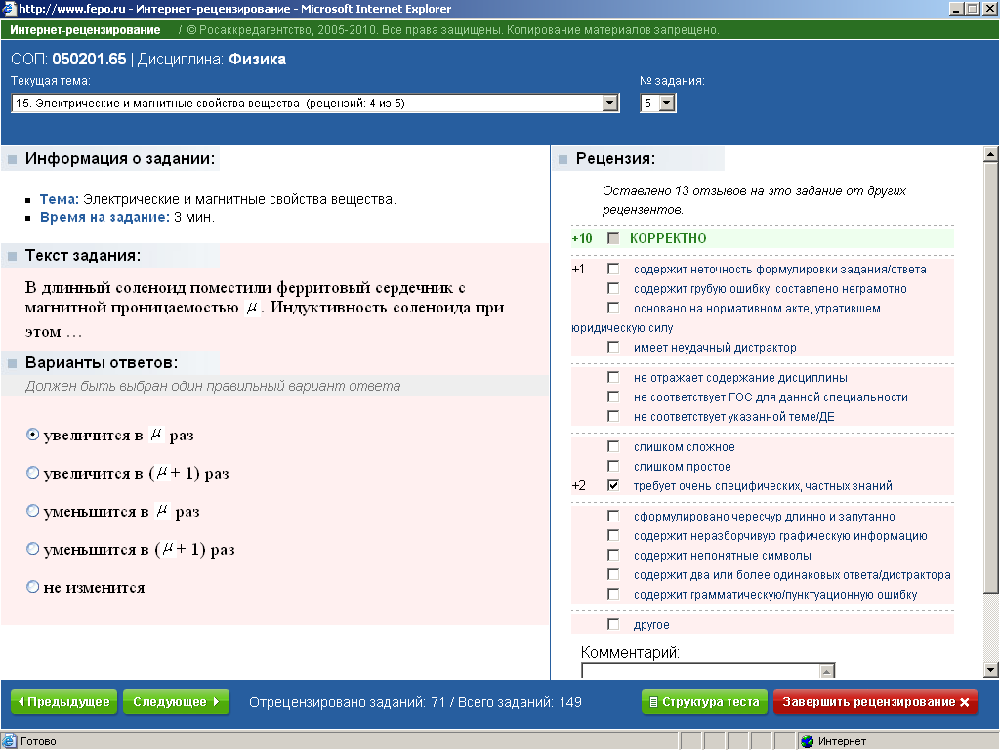 http://www.fepo.ru - Интернет-рецензирование - Microsoft Internet Explorer
Интернет-рецензирование / © Росаккредагентство, 2005-2010. Все права защищены. Копирование материалов запрещено.
ООП: 050201.65 | Дисциплина: Физика
Текущая тема: № задания:
15. Электрические и магнитные свойства вещества (рецензий: 4 из 5) 5
Информация о задании:
Тема: Электрические и магнитные свойства вещества.
Время на задание: 3 мин.
Текст задания:
В длинный соленоид поместили ферритовый сердечник с
магнитной проницаемостью μ. Индуктивность соленоида при
этом …
Варианты ответов:
Должен быть выбран один правильный вариант ответа
увеличится в μ раз
увеличится в (μ+ 1) раз
уменьшится в μ раз
уменьшится в (μ+ 1) раз
не изменится
Рецензия:
Оставлено 13 отзывов на это задание от других
рецензентов.
+10 КОРРЕКТНО
+1 содержит неточность формулировки задания/ответа
содержит грубую ошибку; составлено неграмотно
основано на нормативном акте, утратившем
юридическую силу
имеет неудачный дистрактор
не отражает содержание дисциплины
не соответствует ГОС для данной специальности
не соответствует указанной теме/ДЕ
слишком сложное
слишком простое
+2 требует очень специфических, частных знаний
сформулировано чересчур длинно и запутанно
содержит неразборчивую графическую информацию
содержит непонятные символы
содержит два или более одинаковых ответа/дистрактора
содержит грамматическую/пунктуационную ошибку
другое
Комментарий:
Предыдущее Следующее Отрецензировано заданий: 71 / Всего заданий: 149 Структура теста Завершить рецензирование
Готово Интернет